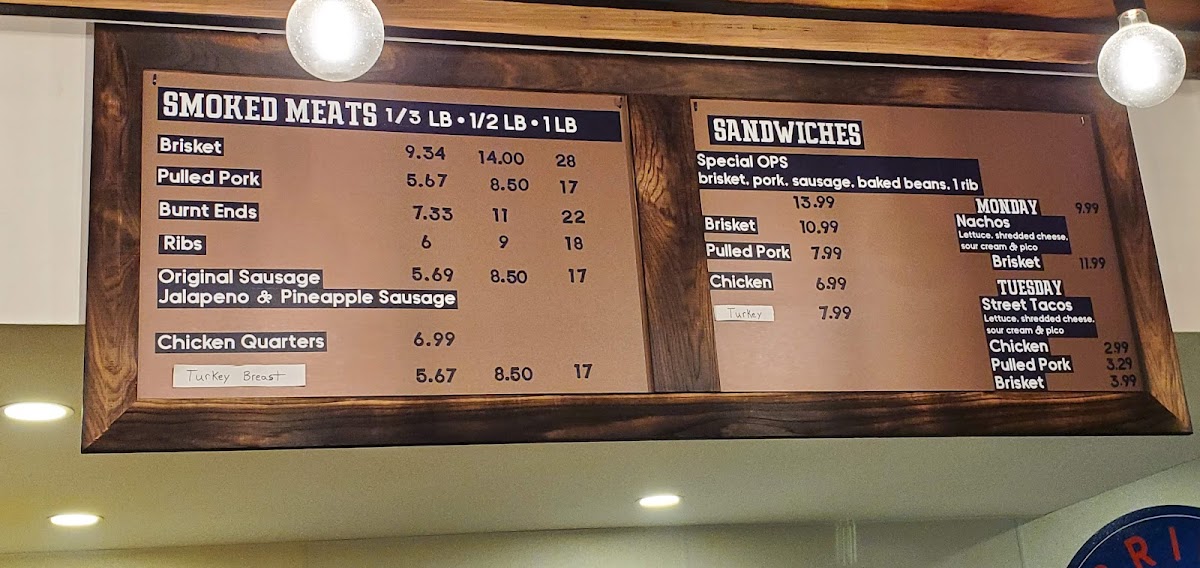 SMOKED MEATS 1/3 LB • 1/2 LB • 1 LB
Brisket 9.34 14.00 28
Pulled Pork 5.67 8.50 17
Burnt Ends 7.33 11 22
Ribs 6 9 18
Original Sausage 5.69 8.50 17
Jalapeno & Pineapple Sausage
Chicken Quarters 6.99
Turkey Breast 5.67 8.50 17
SANDWICHES
Special OPS
brisket, pork, sausage, baked beans, 1 rib
13.99
Brisket 10.99
Pulled Pork 7.99
Chicken 6.99
Turkey 7.99
MONDAY 9.99
Nachos
Lettuce, shredded cheese,
sour cream & pico
Brisket 11.99
TUESDAY
Street Tacos
Lettuce, shredded cheese,
sour cream & pico
Chicken 2.99
Pulled Pork 3.29
Brisket 3.99
RI